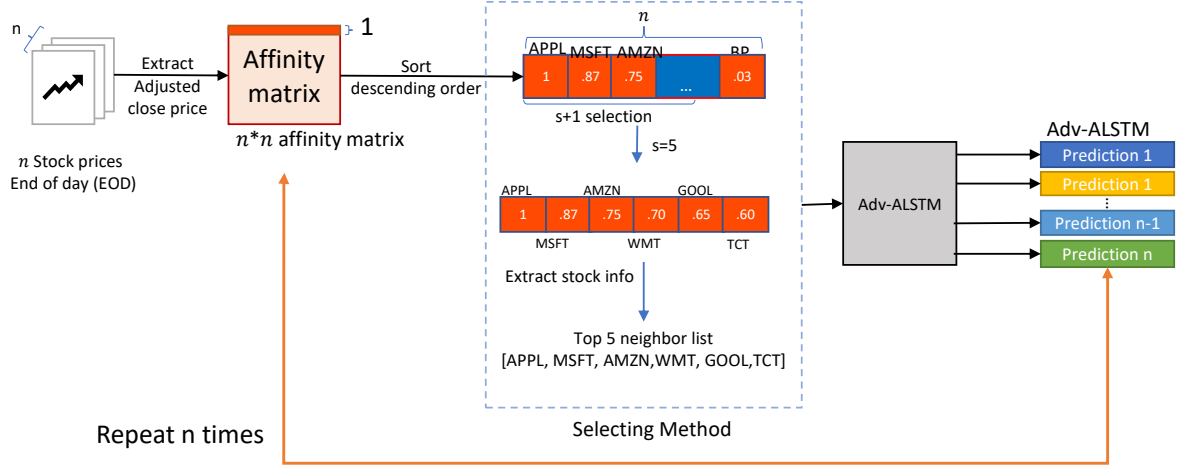 n
Extract
Adjusted
close price
n Stock prices
End of day (EOD)
1
Affinity
matrix
n*n affinity matrix
Sort
descending order
n
APPL MSFT AMZN BP
1 .87 .75 ... .03
s+1 selection
s=5
APPL AMZN GOOL
1 .87 .75 .70 .65 .60
MSFT WMT TCT
Extract stock info
Top 5 neighbor list
[APPL, MSFT, AMZN,WMT, GOOL,TCT]
Selecting Method
Adv-ALSTM
Adv-ALSTM
Prediction 1
Prediction 1
...
Prediction n-1
Prediction n
Repeat n times